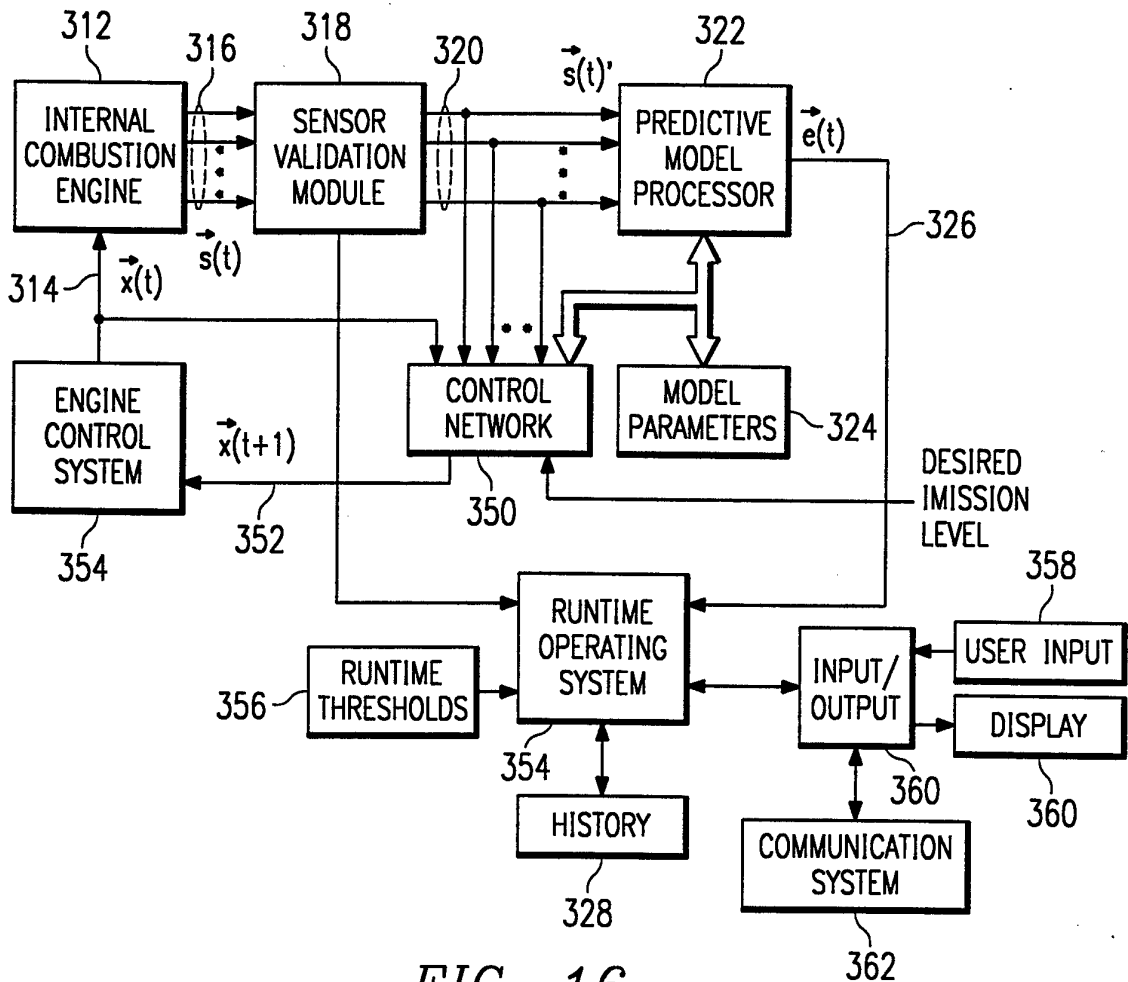 312
316
318
320
s(t)'
322
INTERNAL
COMBUSTION
ENGINE
SENSOR
VALIDATION
MODULE
PREDICTIVE
MODEL
PROCESSOR
e(t)
326
314
x(t)
s(t)
ENGINE
CONTROL
SYSTEM
CONTROL
NETWORK
MODEL
PARAMETERS
324
x(t+1)
350
352
354
DESIRED
IMISSION
LEVEL
358
RUNTIME
OPERATING
SYSTEM
USER INPUT
INPUT/
OUTPUT
RUNTIME
THRESHOLDS
356
DISPLAY
354
360
360
HISTORY
328
COMMUNICATION
SYSTEM
362
FIG. 16